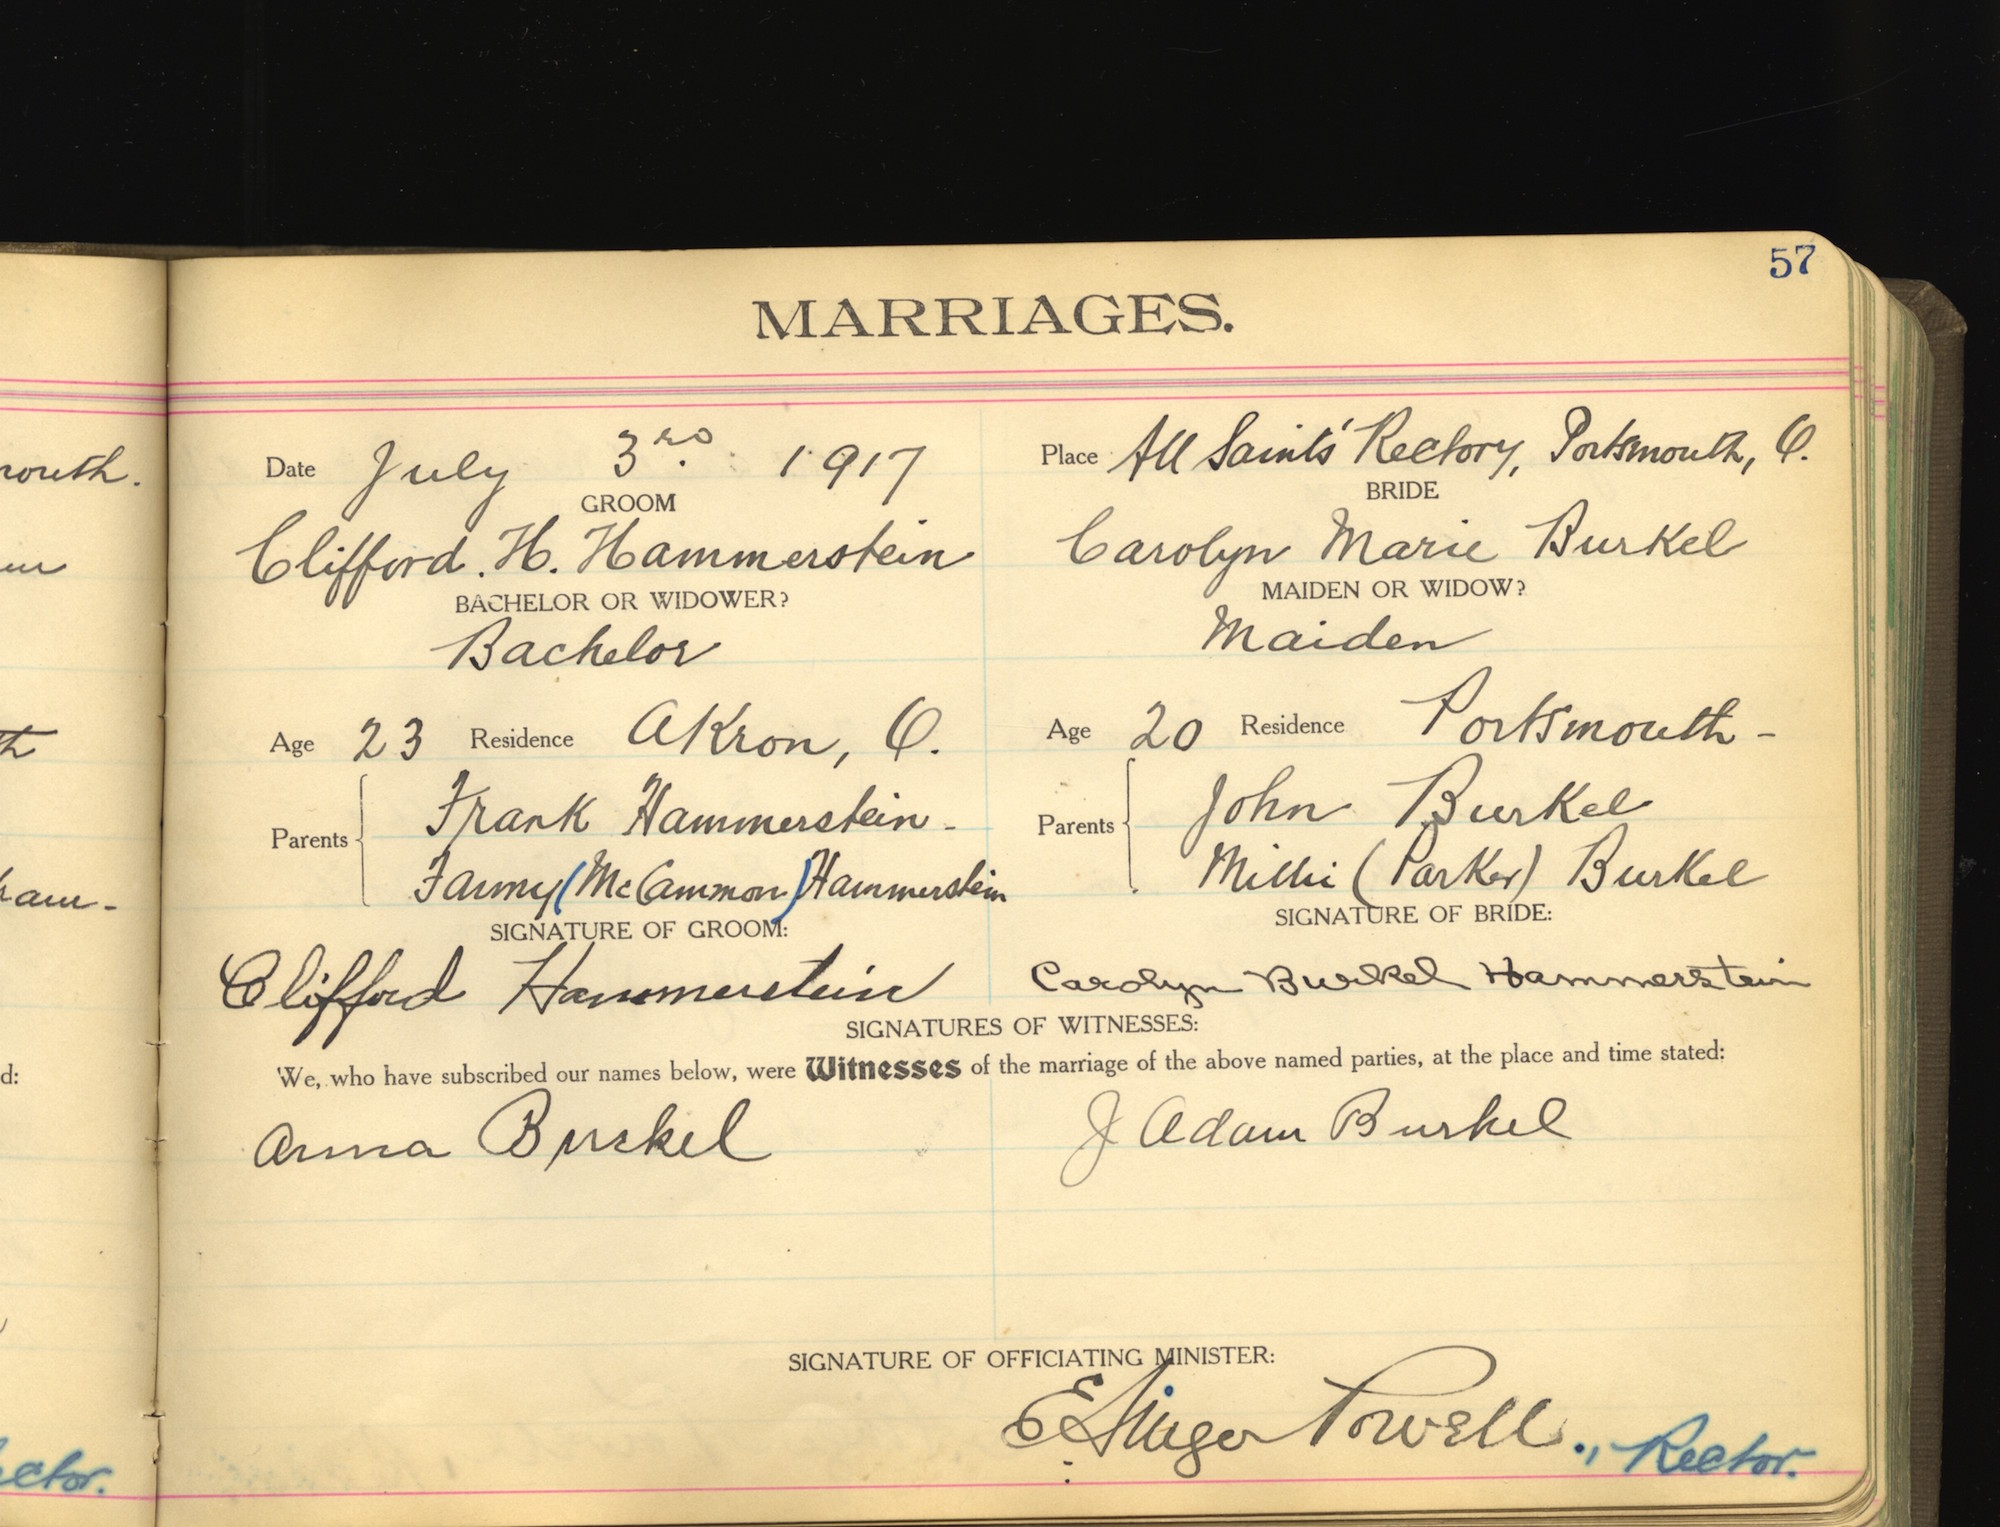 57
MARRIAGES.
Date July 3rd. 1917
Place All Saints' Rectory, Portsmouth, O.
GROOM
BRIDE
Clifford. H. Hammerstein
Carolyn Marie Burkel
BACHELOR OR WIDOWER?
MAIDEN OR WIDOW?
Bachelor
Maiden
Age 23 Residence Akron, O.
Age 20 Residence Portsmouth -
Parents
Frank Hammerstein -
Fanny (McCammon) Hammerstein
Parents
John Burkel
Milli (Parker) Burkel
SIGNATURE OF GROOM:
SIGNATURE OF BRIDE:
Clifford Hammerstein
Carolyn Burkel Hammerstein
SIGNATURES OF WITNESSES:
We, who have subscribed our names below, were Witnesses of the marriage of the above named parties, at the place and time stated:
Anna Burkel
J Adam Burkel
SIGNATURE OF OFFICIATING MINISTER:
E Ainger Powell., Rector.